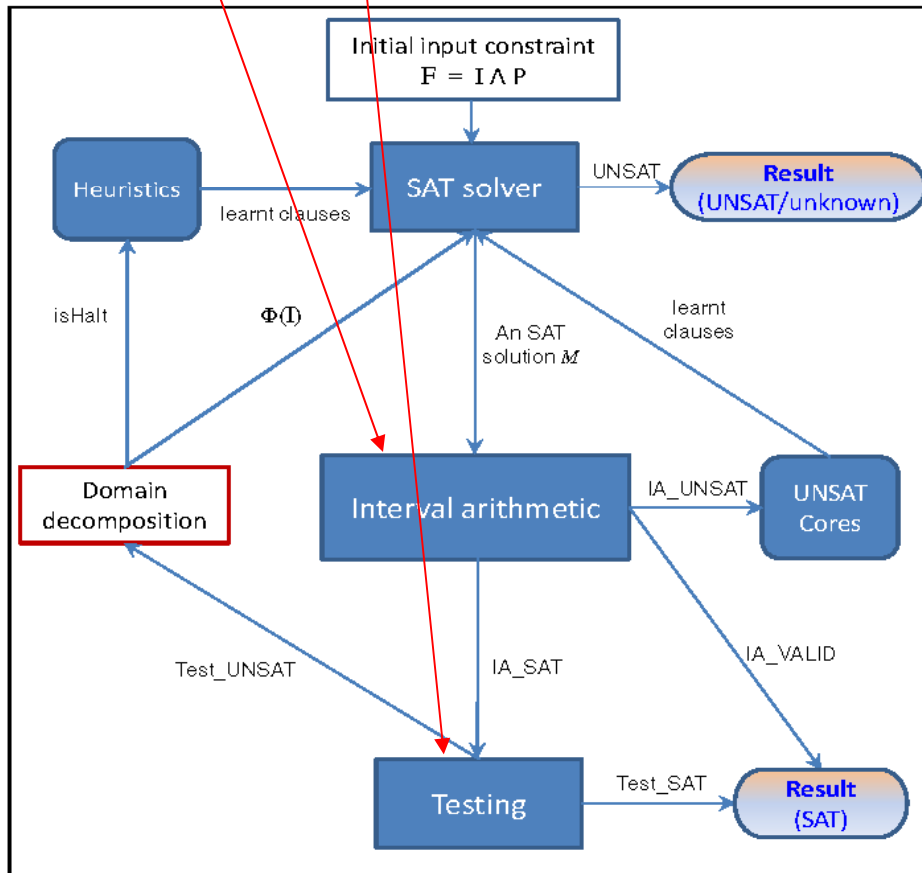 Initial input constraint
F = I Λ P
Heuristics
learnt clauses
SAT solver
UNSAT
Result
(UNSAT/unknown)
isHalt
Φ(I)
An SAT
solution M
learnt
clauses
Domain
decomposition
Interval arithmetic
IA_UNSAT
UNSAT
Cores
Test_UNSAT
IA_SAT
IA_VALID
Testing
Test_SAT
Result
(SAT)